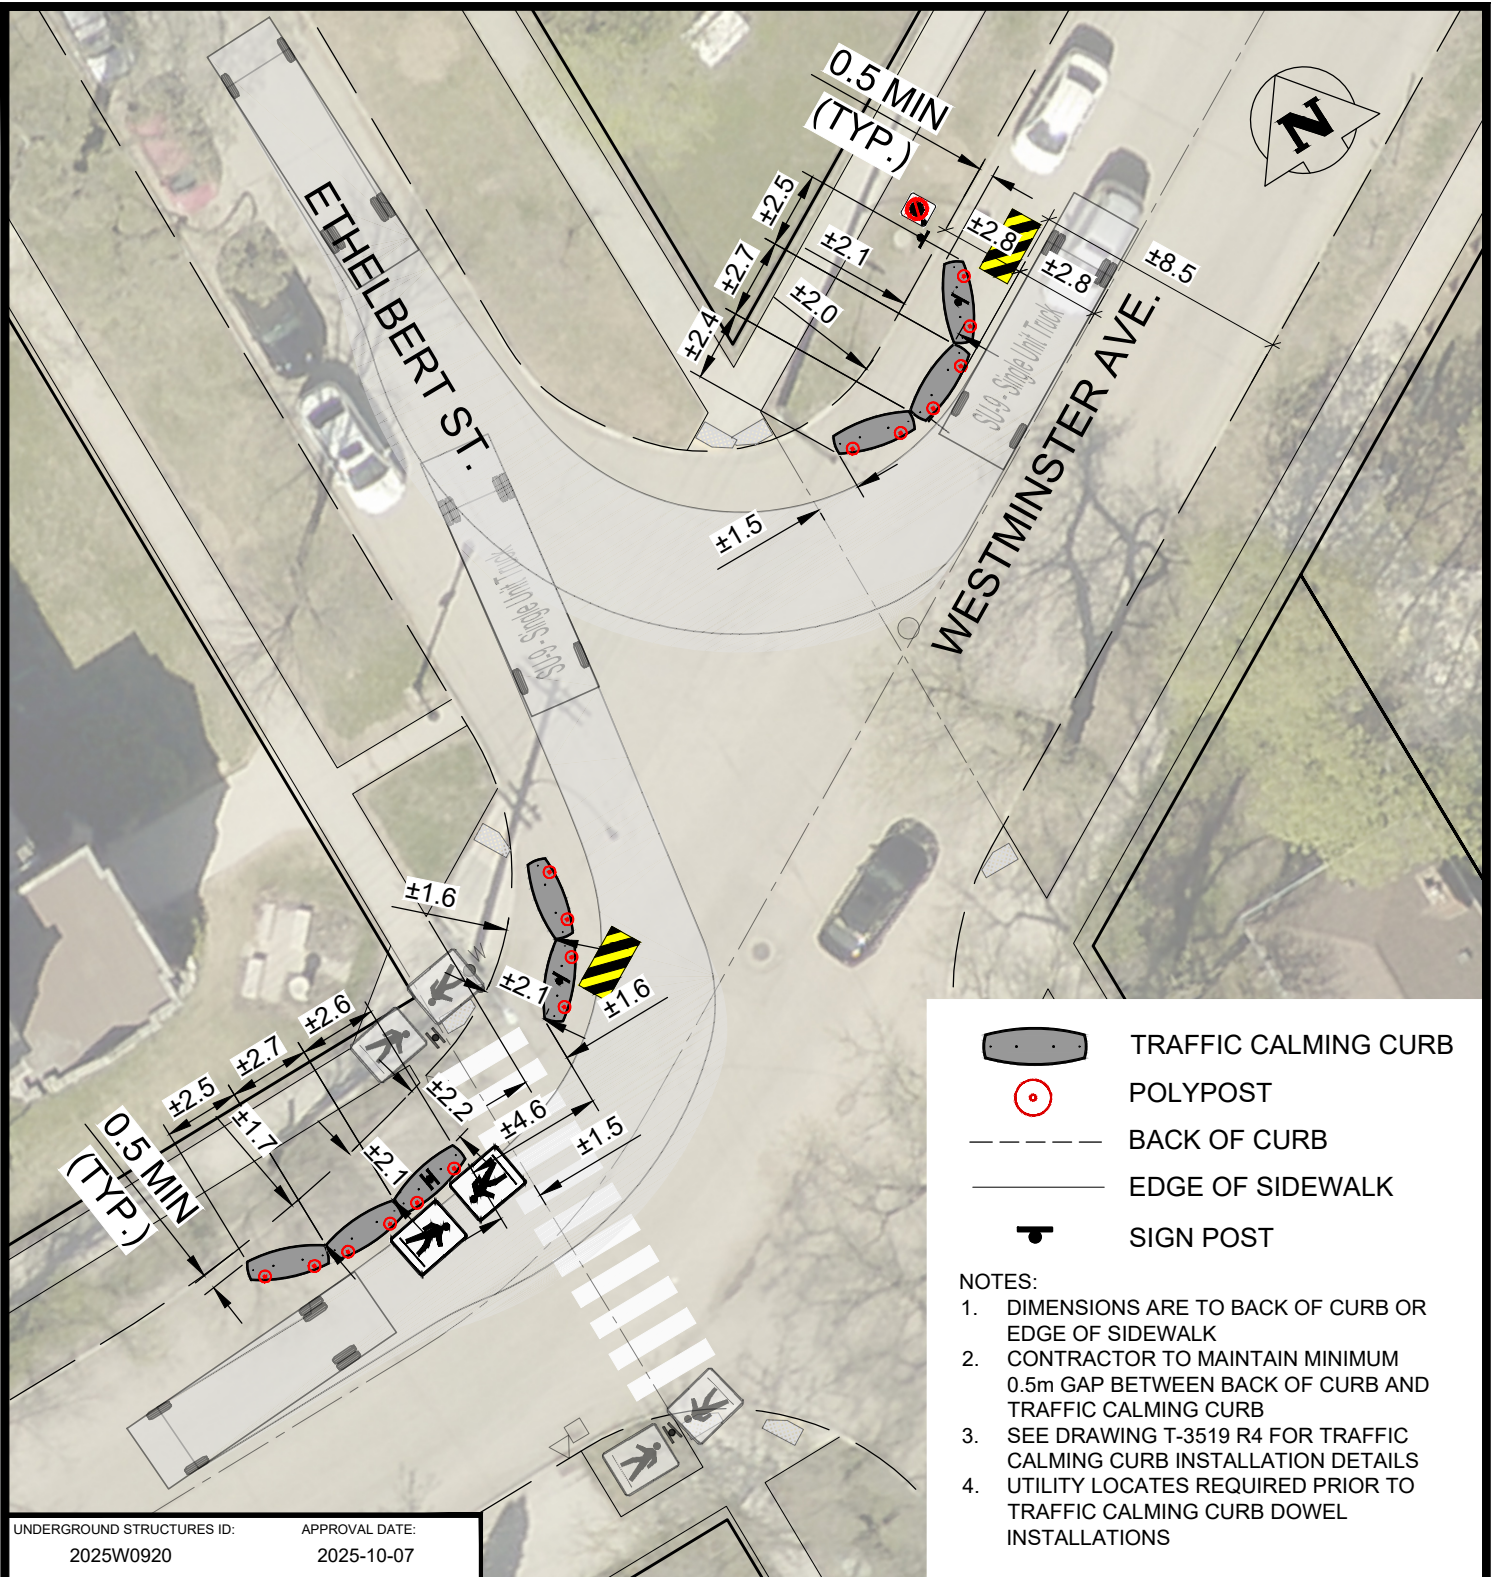 0.5 MIN
(TYP.)
N
±2.5
±2.7
±2.4
±2.1
±2.0
±2.8
±2.8
±8.5
ETHELBERT ST.
WESTMINSTER AVE.
SU-9 - Single Unit Truck
SU-9 - Single Unit Truck
±1.5
±1.6
±2.1
±1.6
±2.6
±2.7
±2.5
±1.7
±2.2
±2.1
±4.6
±1.5
0.5 MIN
(TYP.)
TRAFFIC CALMING CURB
POLYPOST
BACK OF CURB
EDGE OF SIDEWALK
SIGN POST
NOTES:
1. DIMENSIONS ARE TO BACK OF CURB OR
EDGE OF SIDEWALK
2. CONTRACTOR TO MAINTAIN MINIMUM
0.5m GAP BETWEEN BACK OF CURB AND
TRAFFIC CALMING CURB
3. SEE DRAWING T-3519 R4 FOR TRAFFIC
CALMING CURB INSTALLATION DETAILS
4. UTILITY LOCATES REQUIRED PRIOR TO
TRAFFIC CALMING CURB DOWEL
INSTALLATIONS
UNDERGROUND STRUCTURES ID: APPROVAL DATE:
2025W0920 2025-10-07